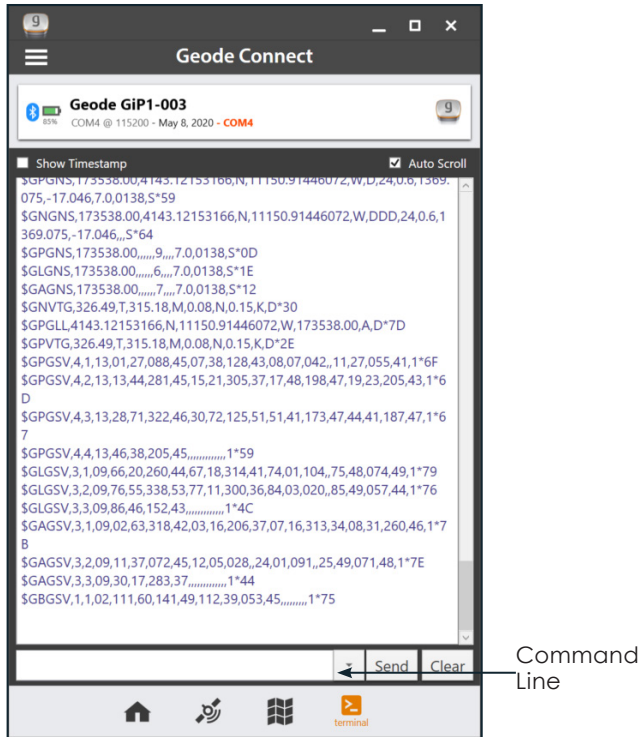 g
Geode Connect
Geode GiP1-003
85%
COM4 @ 115200 - May 8, 2020 - COM4
g
Show Timestamp
Auto Scroll
$GPGNS,173538.00,4143.12153166,N,11150.91446072,W,D,24,0.6,1369.
075,-17.046,7.0,0138,S*59
$GNGNS,173538.00,4143.12153166,N,11150.91446072,W,DDD,24,0.6,1
369.075,-17.046,,,S*64
$GPGNS,173538.00,,,,,,9,,,,7.0,0138,S*0D
$GLGNS,173538.00,,,,,,6,,,,7.0,0138,S*1E
$GAGNS,173538.00,,,,,,7,,,,7.0,0138,S*12
$GNVTG,326.49,T,315.18,M,0.08,N,0.15,K,D*30
$GPGLL,4143.12153166,N,11150.91446072,W,173538.00,A,D*7D
$GPVTG,326.49,T,315.18,M,0.08,N,0.15,K,D*2E
$GPGSV,4,1,13,01,27,088,45,07,38,128,43,08,07,042,,11,27,055,41,1*6F
$GPGSV,4,2,13,13,44,281,45,15,21,305,37,17,48,198,47,19,23,205,43,1*6
D
$GPGSV,4,3,13,28,71,322,46,30,72,125,51,51,41,173,47,44,41,187,47,1*6
7
$GPGSV,4,4,13,46,38,205,45,,,,,,,,,,,,,1*59
$GLGSV,3,1,09,66,20,260,44,67,18,314,41,74,01,104,,75,48,074,49,1*79
$GLGSV,3,2,09,76,55,338,53,77,11,300,36,84,03,020,,85,49,057,44,1*76
$GLGSV,3,3,09,86,46,152,43,,,,,,,,,,,,,1*4C
$GAGSV,3,1,09,02,63,318,42,03,16,206,37,07,16,313,34,08,31,260,46,1*7
B
$GAGSV,3,2,09,11,37,072,45,12,05,028,,24,01,091,,25,49,071,48,1*7E
$GAGSV,3,3,09,30,17,283,37,,,,,,,,,,,,,1*44
$GBGSV,1,1,02,111,60,141,49,112,39,053,45,,,,,,,,,1*75
Send
Clear
Command
Line
terminal